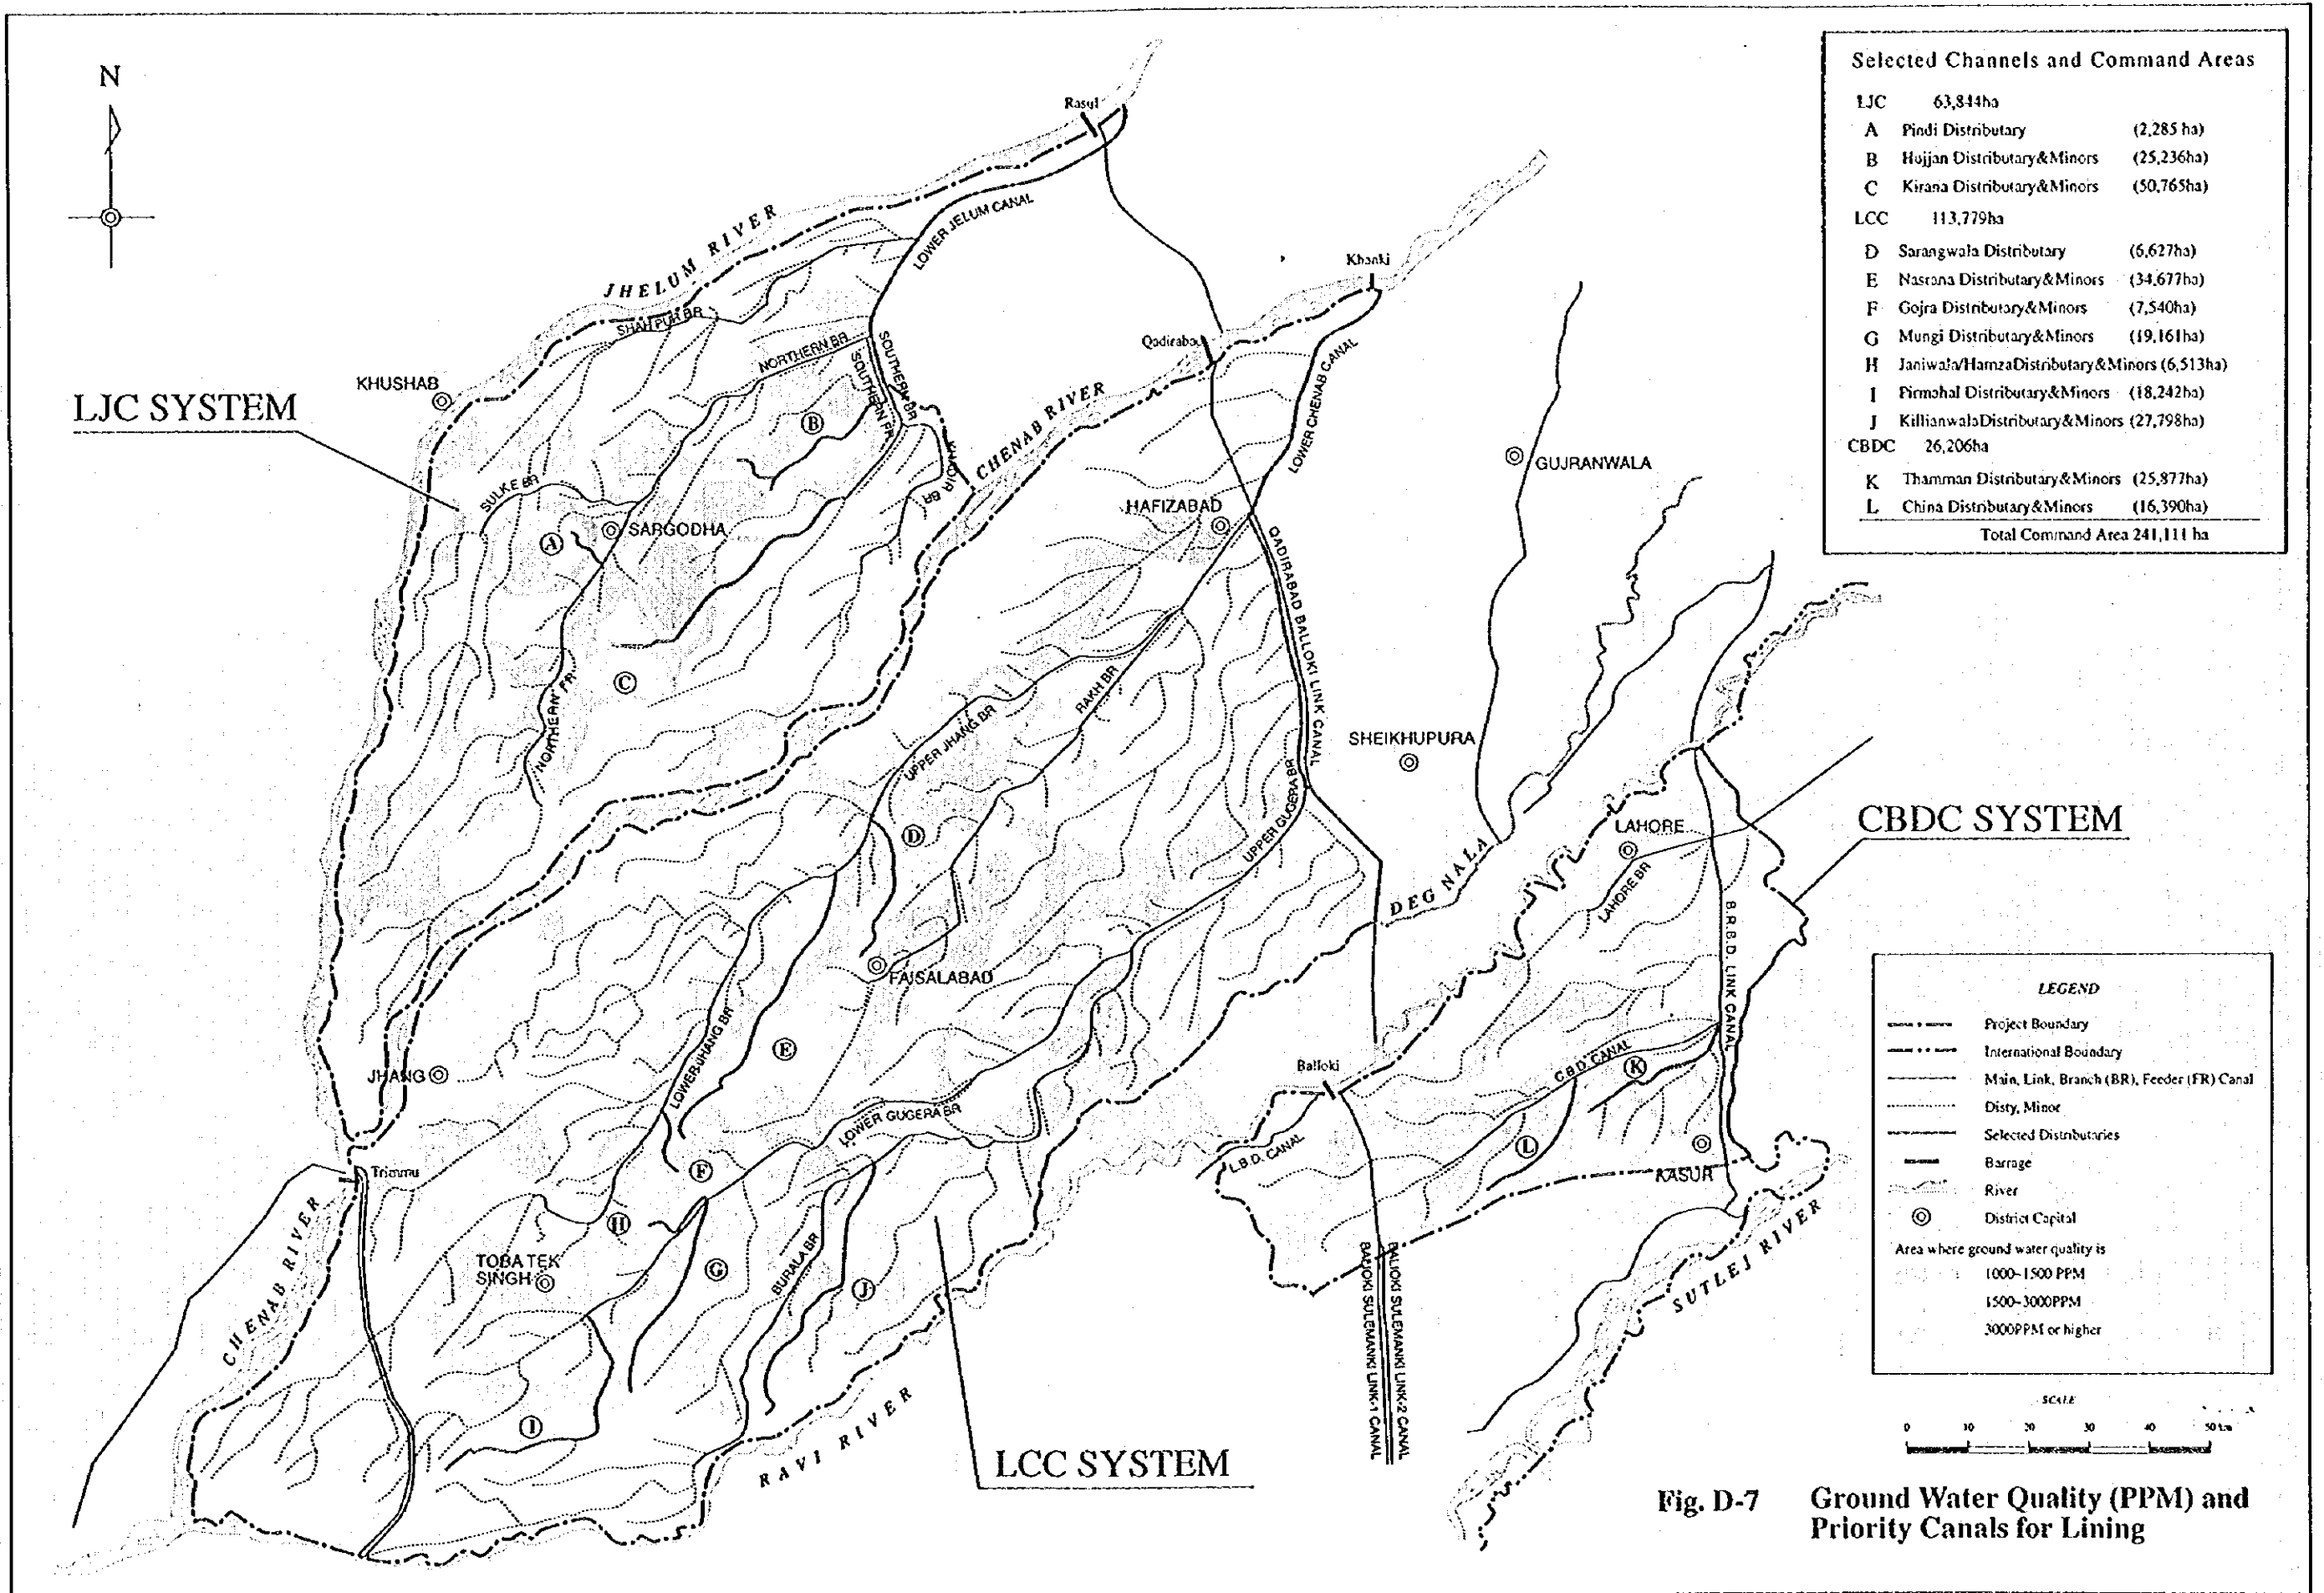 N
Rasul
JHELUM RIVER
LOWER JELUM CANAL
SHAHPUR BR
NORTHERN BR
SOUTHERN BR
SOUTHERN FR
KHADIR BR
KHUSHAB
LJC SYSTEM
B
SULKE BR
SARGODHA
A
C
NORTHERN FR
Khanki
Qadirabad
CHENAB RIVER
LOWER CHENAB CANAL
HAFIZABAD
GUJRANWALA
QADIRABAD BALLOKI LINK CANAL
UPPER JHANG BR
RAKH BR
SHEIKHUPURA
UPPER GUGERA BR
D
DEG NALA
LAHORE
LAHORE BR
CBDC SYSTEM
B.R.B.D. LINK CANAL
FAISALABAD
LOWER JHANG BR
E
JHANG
LOWER GUGERA BR
Balloki
C.B.D. CANAL
K
L
L.B.D. CANAL
KASUR
Trimmu
F
H
CHENAB RIVER
TOBA TEK
SINGH
G
BURALA BR
J
I
RAVI RIVER
LCC SYSTEM
BALLOKI SULEMANKI LINK-1 CANAL
BALIOKI SULEMANKI LINK-2 CANAL
SUTLEJ RIVER
Selected Channels and Command Areas
LJC 63,844ha
A Pindi Distributary (2,285 ha)
B Hujjan Distributary&Minors (25,236ha)
C Kirana Distributary&Minors (50,765ha)
LCC 113,779ha
D Sarangwala Distributary (6,627ha)
E Nasrana Distributary&Minors (34,677ha)
F Gojra Distributary&Minors (7,540ha)
G Mungi Distributary&Minors (19,161ha)
H Janiwala/HamzaDistributary&Minors (6,513ha)
I Pirmahal Distributary&Minors (18,242ha)
J KillianwalaDistributary&Minors (27,798ha)
CBDC 26,206ha
K Thamman Distributary&Minors (25,877ha)
L China Distributary&Minors (16,390ha)
Total Command Area 241,111 ha
LEGEND
Project Boundary
International Boundary
Main, Link, Branch (BR), Feeder (FR) Canal
Disty, Minor
Selected Distributaries
Barrage
River
District Capital
Area where ground water quality is
1000~1500 PPM
1500~3000PPM
3000PPM or higher
SCALE
0 10 20 30 40 50 km
Fig. D-7 Ground Water Quality (PPM) and
Priority Canals for Lining